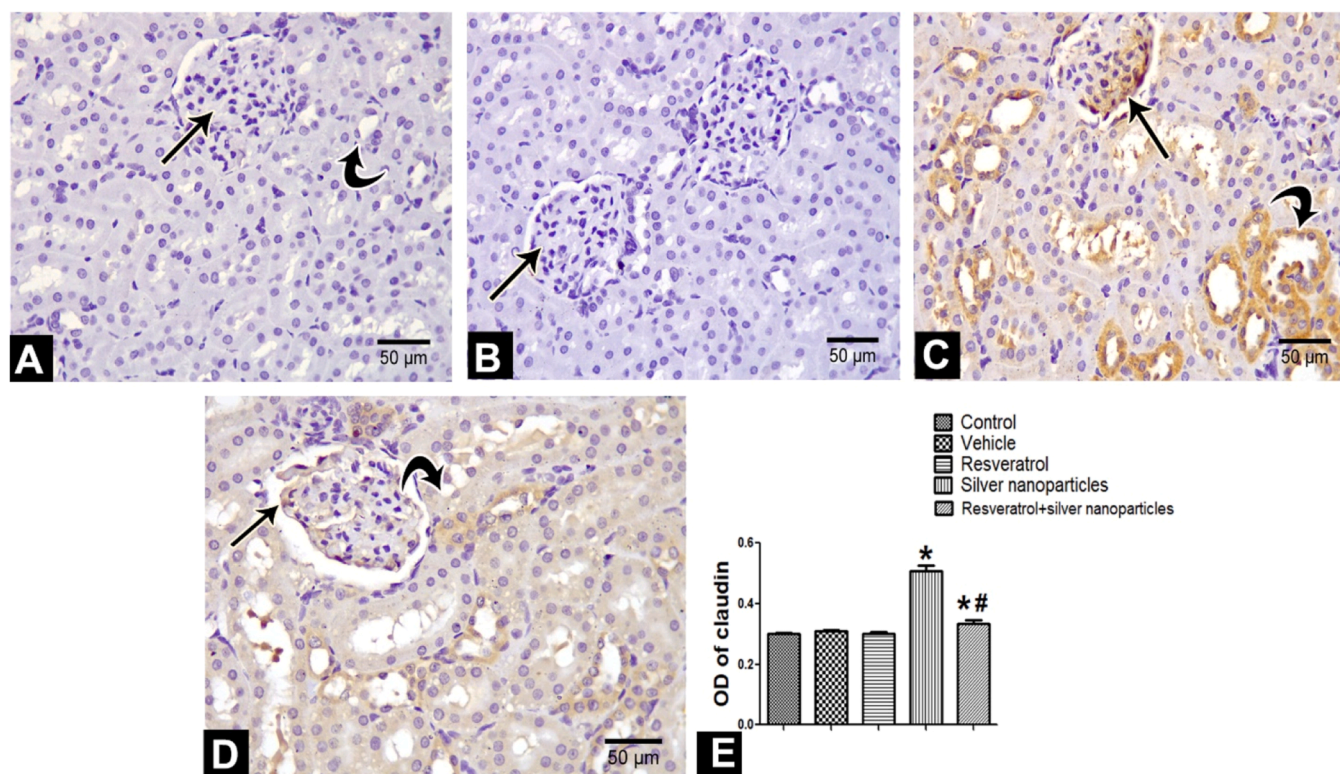 A
50 µm
B
50 µm
C
50 µm
D
50 µm
Control
Vehicle
Resveratrol
Silver nanoparticles
Resveratrol+silver nanoparticles
OD of claudin
0.6
0.4
0.2
0.0
*
*#
E